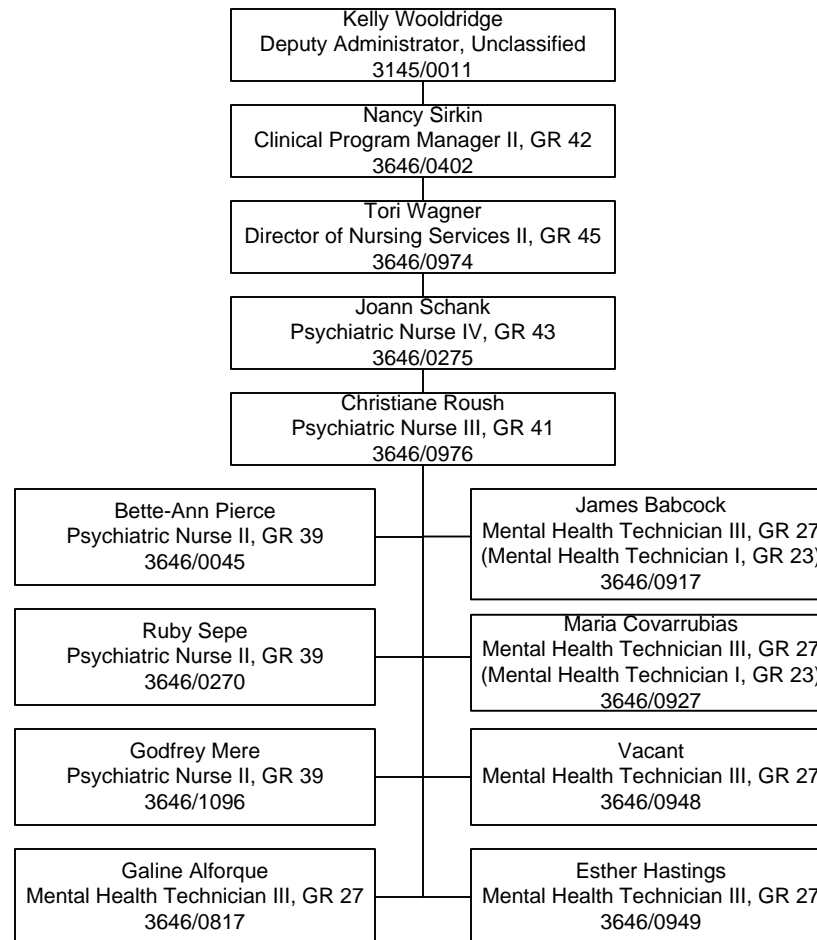 Kelly Wooldridge
Deputy Administrator, Unclassified
3145/0011
Nancy Sirkin
Clinical Program Manager II, GR 42
3646/0402
Tori Wagner
Director of Nursing Services II, GR 45
3646/0974
Joann Schank
Psychiatric Nurse IV, GR 43
3646/0275
Christiane Roush
Psychiatric Nurse III, GR 41
3646/0976
Bette-Ann Pierce
Psychiatric Nurse II, GR 39
3646/0045
James Babcock
Mental Health Technician III, GR 27
(Mental Health Technician I, GR 23)
3646/0917
Ruby Sepe
Psychiatric Nurse II, GR 39
3646/0270
Maria Covarrubias
Mental Health Technician III, GR 27
(Mental Health Technician I, GR 23)
3646/0927
Godfrey Mere
Psychiatric Nurse II, GR 39
3646/1096
Vacant
Mental Health Technician III, GR 27
3646/0948
Galine Alforque
Mental Health Technician III, GR 27
3646/0817
Esther Hastings
Mental Health Technician III, GR 27
3646/0949